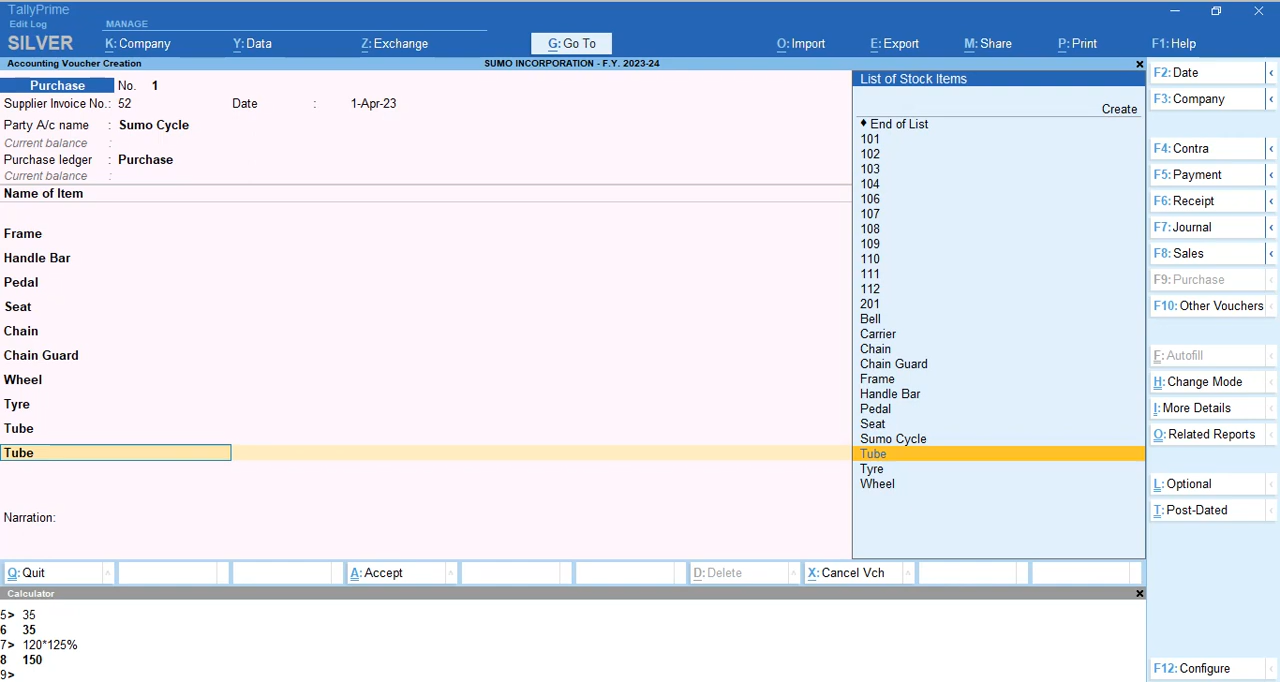 TallyPrime
Edit Log
SILVER
MANAGE
K: Company
Y: Data
Z: Exchange
G: Go To
O: Import
E: Export
M: Share
P: Print
F1: Help
Accounting Voucher Creation
SUMO INCORPORATION - F.Y. 2023-24
Purchase No. 1
Supplier Invoice No.: 52 Date : 1-Apr-23
Party A/c name : Sumo Cycle
Current balance :
Purchase ledger : Purchase
Current balance :
Name of Item
Frame
Handle Bar
Pedal
Seat
Chain
Chain Guard
Wheel
Tyre
Tube
Tube
Narration:
List of Stock Items
Create
♦ End of List
101
102
103
104
106
107
108
109
110
111
112
201
Bell
Carrier
Chain
Chain Guard
Frame
Handle Bar
Pedal
Seat
Sumo Cycle
Tube
Tyre
Wheel
F2: Date
F3: Company
F4: Contra
F5: Payment
F6: Receipt
F7: Journal
F8: Sales
F9: Purchase
F10: Other Vouchers
F: Autofill
H: Change Mode
I: More Details
O: Related Reports
L: Optional
T: Post-Dated
F12: Configure
Q: Quit
A: Accept
D: Delete
X: Cancel Vch
Calculator
5> 35
6 35
7> 120*125%
8 150
9>